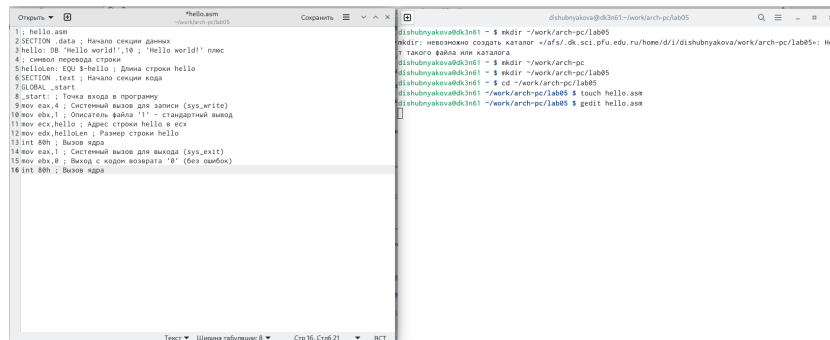 Открыть
*hello.asm
~/work/arch-pc/lab05
Сохранить
1 ; hello.asm
2 SECTION .data ; Начало секции данных
3 hello: DB 'Hello world!',10 ; 'Hello world!' плюс
4 ; символ перевода строки
5 helloLen: EQU $-hello ; Длина строки hello
6 SECTION .text ; Начало секции кода
7 GLOBAL _start
8 _start: ; Точка входа в программу
9 mov eax,4 ; Системный вызов для записи (sys_write)
10 mov ebx,1 ; Описатель файла '1' - стандартный вывод
11 mov ecx,hello ; Адрес строки hello в ecx
12 mov edx,helloLen ; Размер строки hello
13 int 80h ; Вызов ядра
14 mov eax,1 ; Системный вызов для выхода (sys_exit)
15 mov ebx,0 ; Выход с кодом возврата '0' (без ошибок)
16 int 80h ; Вызов ядра
Текст Ширина табуляции: 8 Стр 16, Стлб 21 ВСТ
dishubnyakova@dk3n61:~/work/arch-pc/lab05
dishubnyakova@dk3n61 ~ $ mkdir ~/work/arch-pc/lab05
mkdir: невозможно создать каталог «/afs/.dk.sci.pfu.edu.ru/home/d/i/dishubnyakova/work/arch-pc/lab05»: Не
т такого файла или каталога
dishubnyakova@dk3n61 ~ $ mkdir ~/work/arch-pc
dishubnyakova@dk3n61 ~ $ mkdir ~/work/arch-pc/lab05
dishubnyakova@dk3n61 ~ $ cd ~/work/arch-pc/lab05
dishubnyakova@dk3n61 ~/work/arch-pc/lab05 $ touch hello.asm
dishubnyakova@dk3n61 ~/work/arch-pc/lab05 $ gedit hello.asm